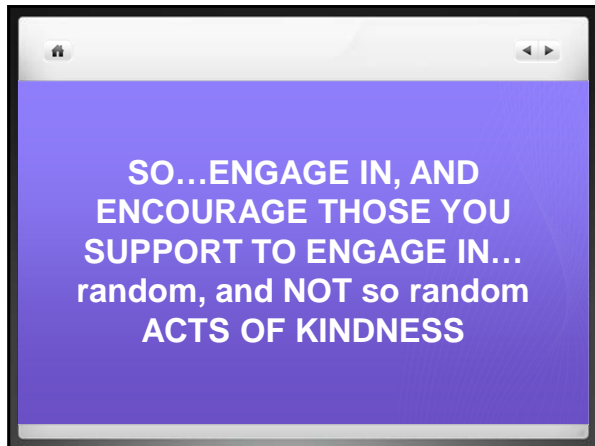 SO…ENGAGE IN, AND
ENCOURAGE THOSE YOU
SUPPORT TO ENGAGE IN…
random, and NOT so random
ACTS OF KINDNESS